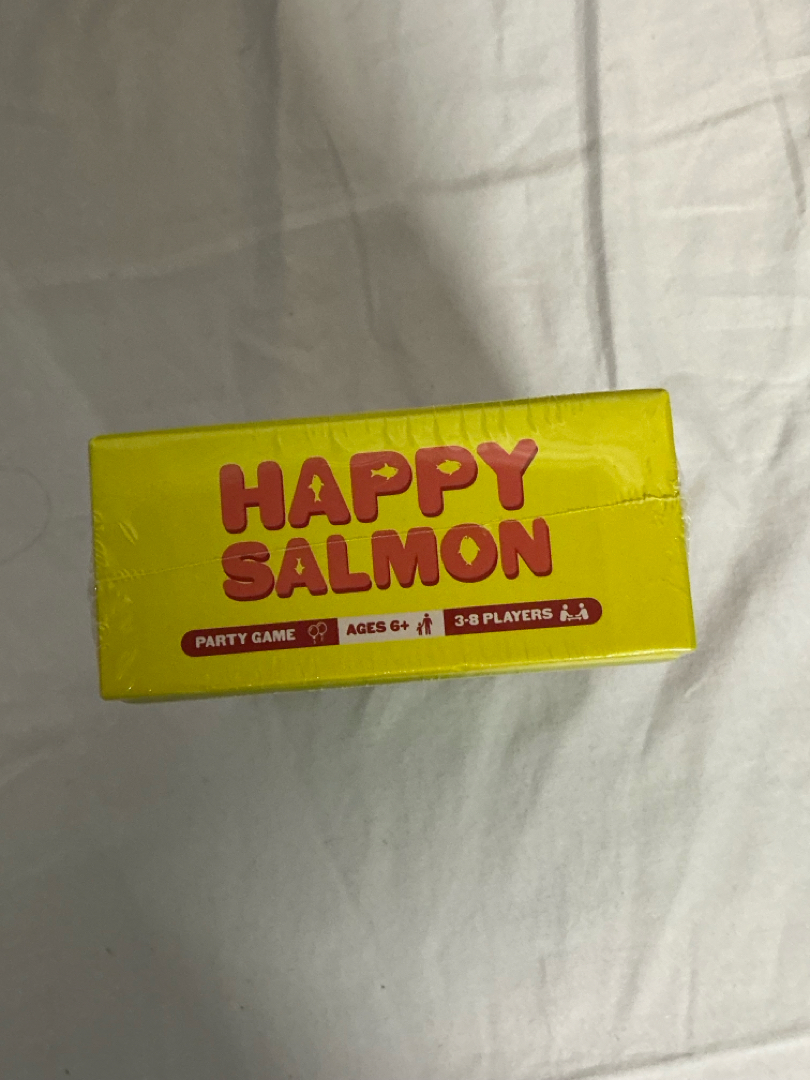 HAPPY
SALMON
PARTY GAME AGES 6+ 3-8 PLAYERS